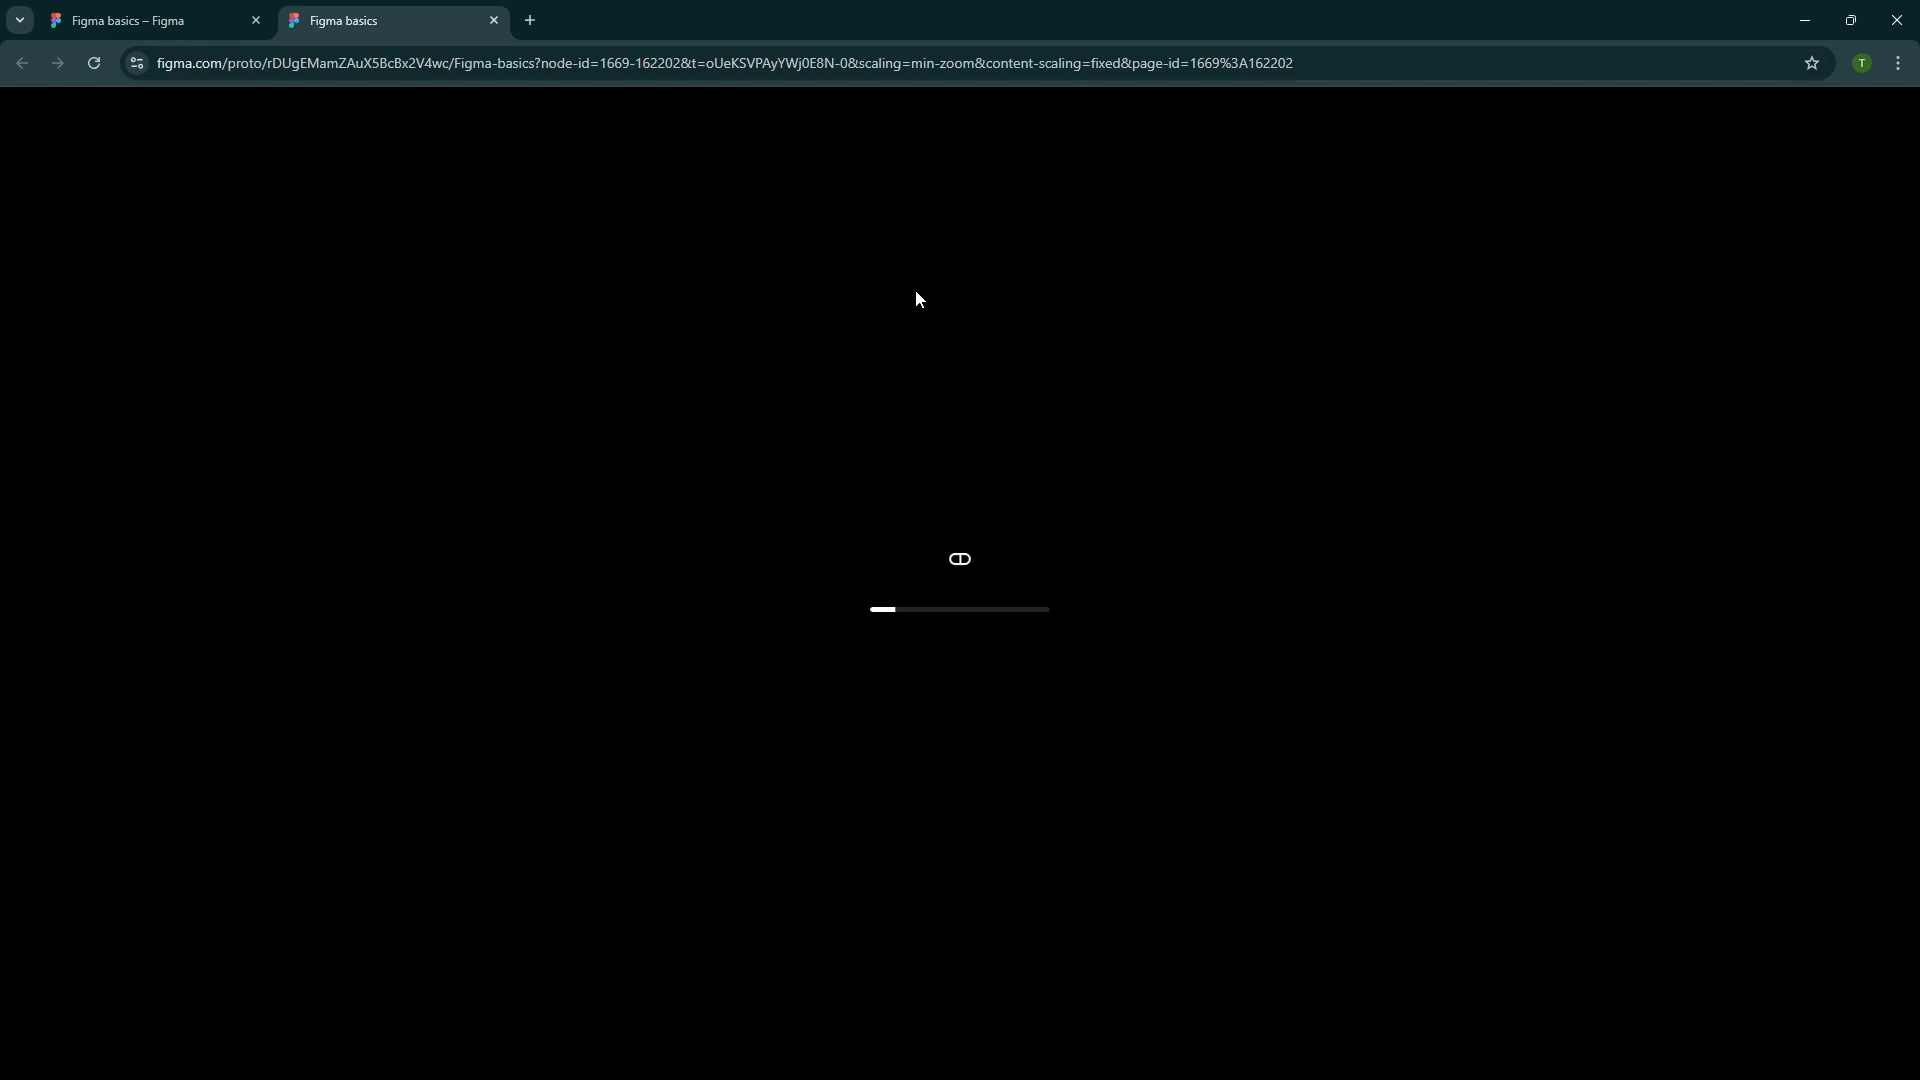 Figma basics – Figma
Figma basics
figma.com/proto/rDUgEMamZAuX5BcBx2V4wc/Figma-basics?node-id=1669-162202&t=oUeKSVPAyYWj0E8N-0&scaling=min-zoom&content-scaling=fixed&page-id=1669%3A162202
T